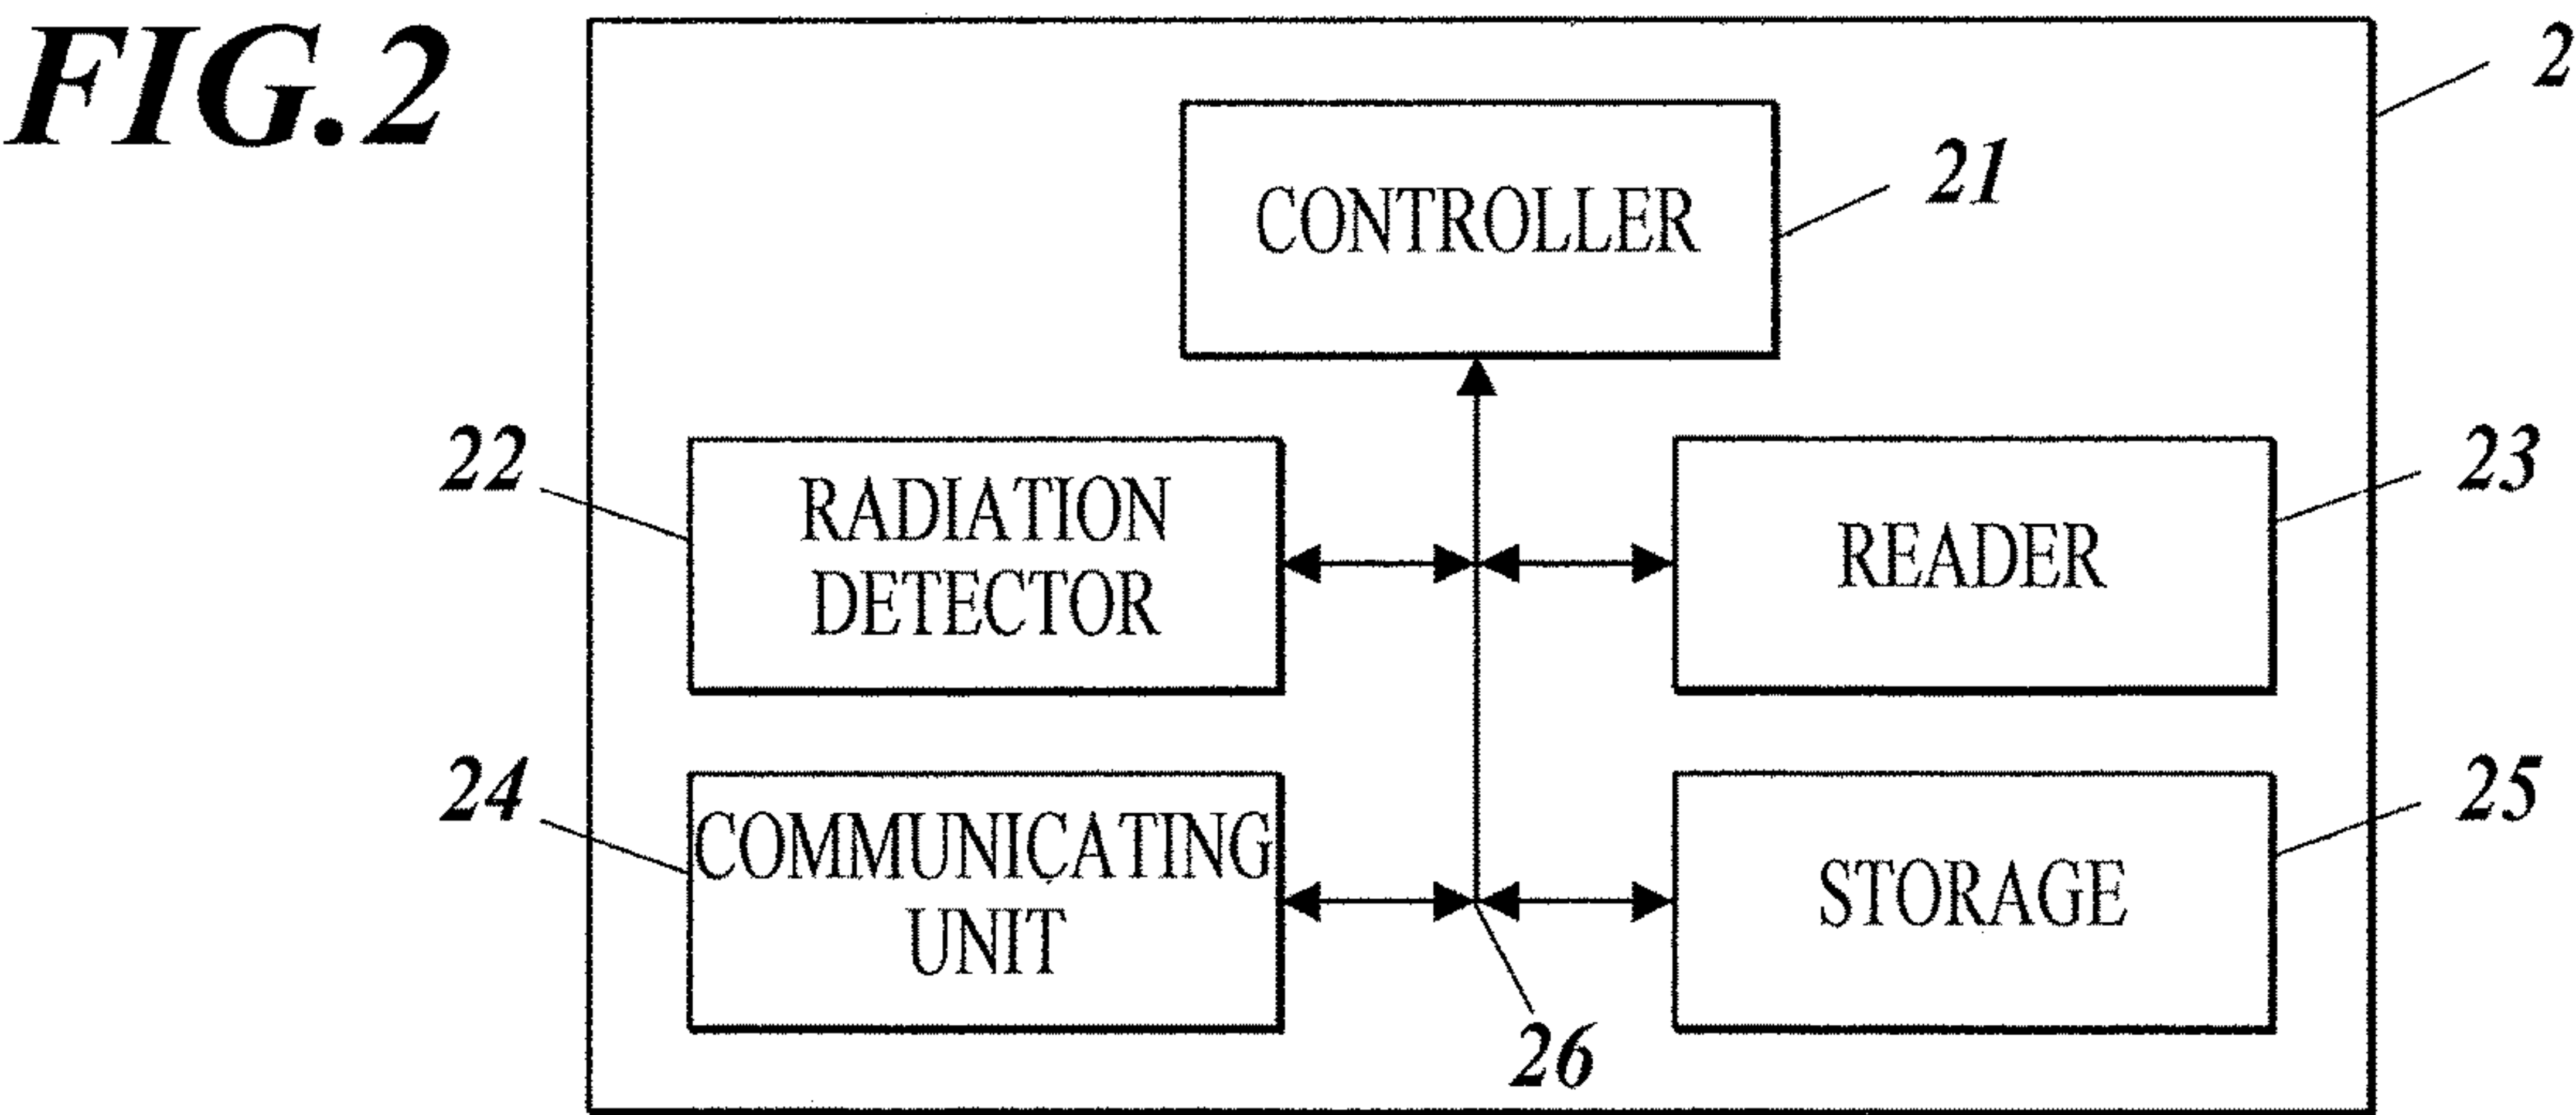 FIG.2
2
CONTROLLER
21
22
RADIATION
DETECTOR
READER
23
24
COMMUNICATING
UNIT
STORAGE
25
26